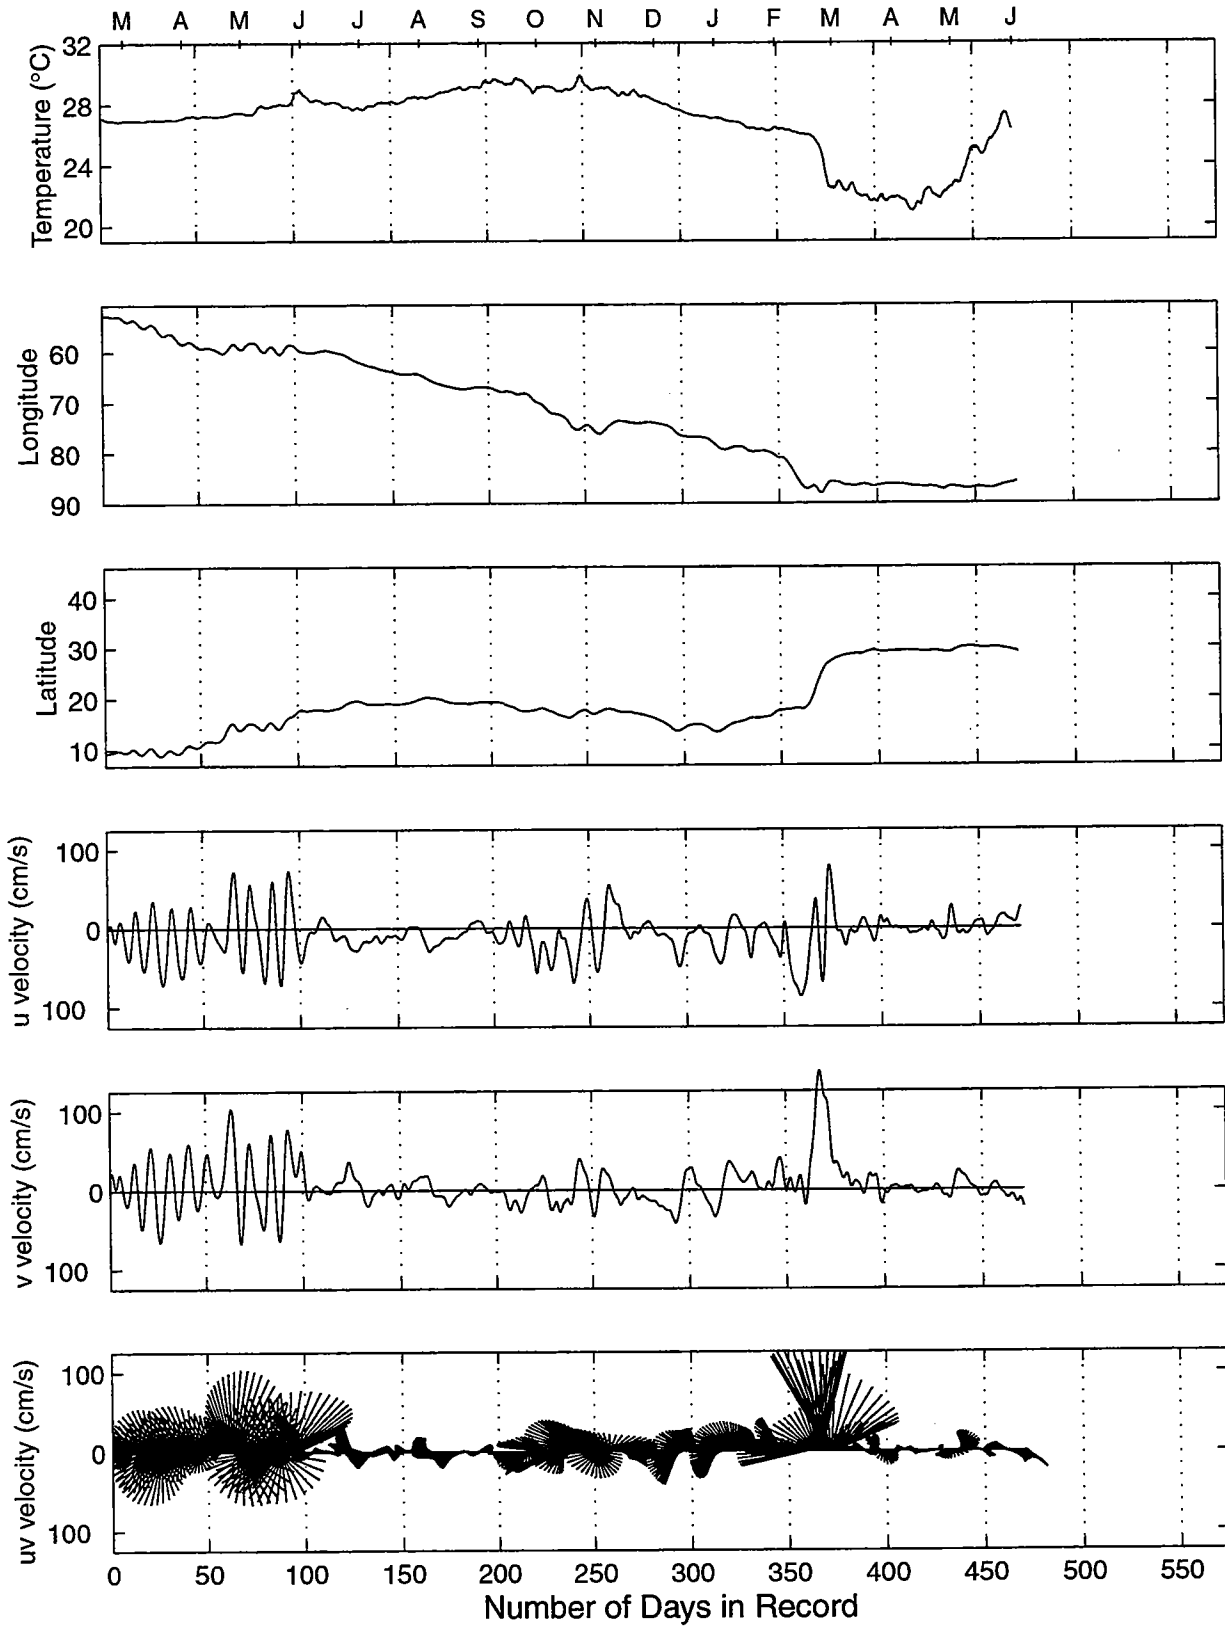 M A M J J A S O N D J F M A M J
Temperature (°C)
32
28
24
20
Longitude
60
70
80
90
Latitude
40
30
20
10
u velocity (cm/s)
100
0
100
v velocity (cm/s)
100
0
100
uv velocity (cm/s)
100
0
100
0 50 100 150 200 250 300 350 400 450 500 550
Number of Days in Record